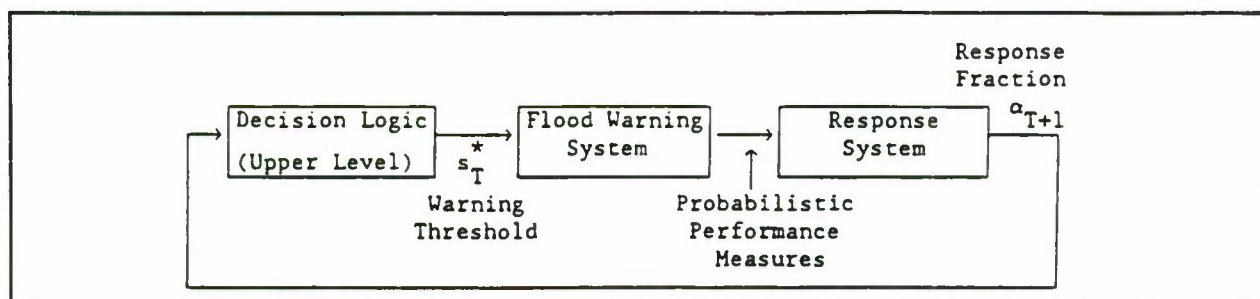 Response
Fraction
α T+1
Decision Logic
(Upper Level)
s*T
Warning
Threshold
Flood Warning
System
Probabilistic
Performance
Measures
Response
System